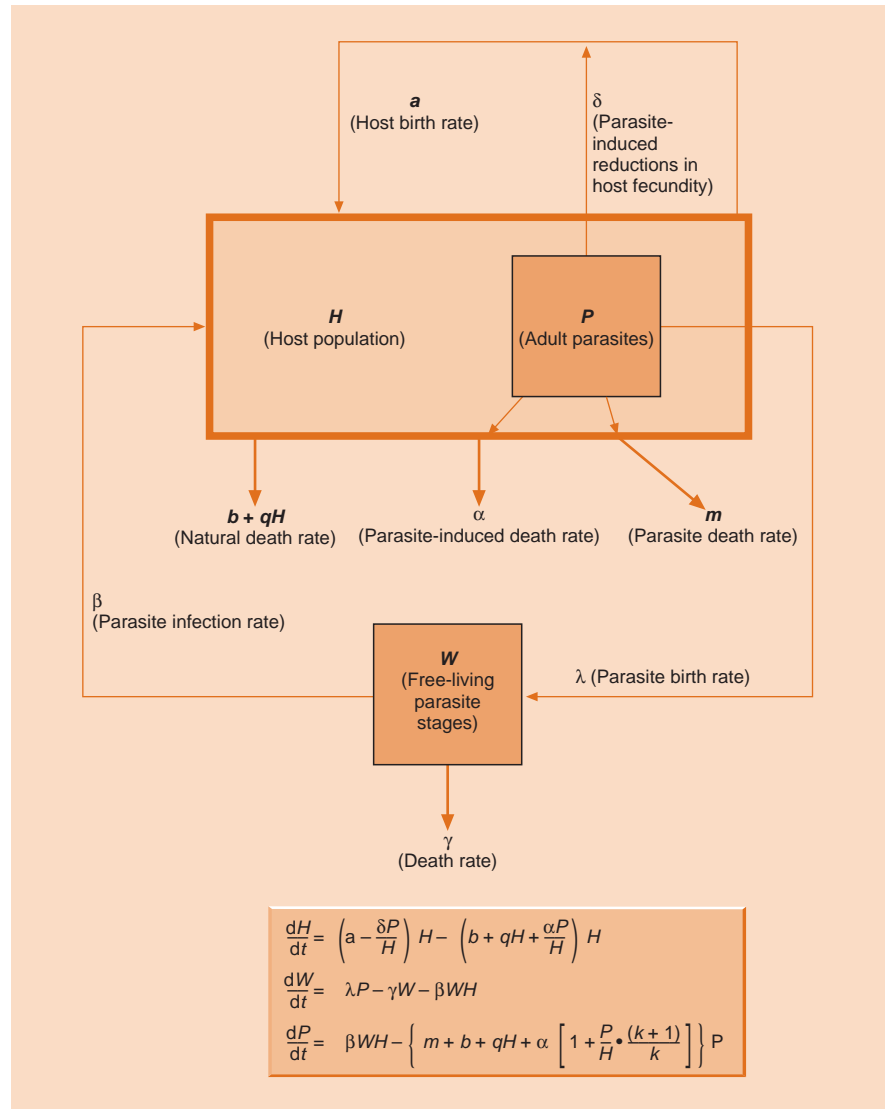 a
(Host birth rate)
δ
(Parasite-
induced
reductions in
host fecundity)
H
(Host population)
P
(Adult parasites)
b + qH
(Natural death rate)
α
(Parasite-induced death rate)
m
(Parasite death rate)
β
(Parasite infection rate)
W
(Free-living
parasite
stages)
λ (Parasite birth rate)
γ
(Death rate)
dH/dt = (a – δP/H) H – (b + qH + αP/H) H
dW/dt = λP – γW – βWH
dP/dt = βWH – { m + b + qH + α [ 1 + P/H • (k + 1)/k ] } P